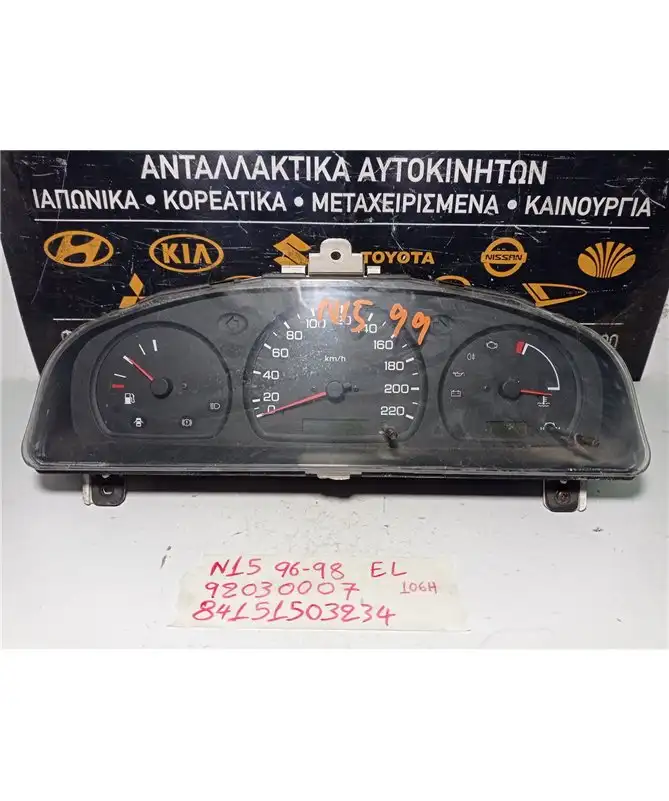 ΑΝΤΑΛΛΑΚΤΙΚΑ ΑΥΤΟΚΙΝΗΤΩΝ
ΙΑΠΩΝΙΚΑ • ΚΟΡΕΑΤΙΚΑ • ΜΕΤΑΧΕΙΡΙΣΜΕΝΑ • ΚΑΙΝΟΥΡΓΙΑ
KIA
TOYOTA
NISSAN
N15 99
0 20 40 60 80 100 140 160 180 200 220
km/h
N15 96-98 EL
92030007 106H
84151503234